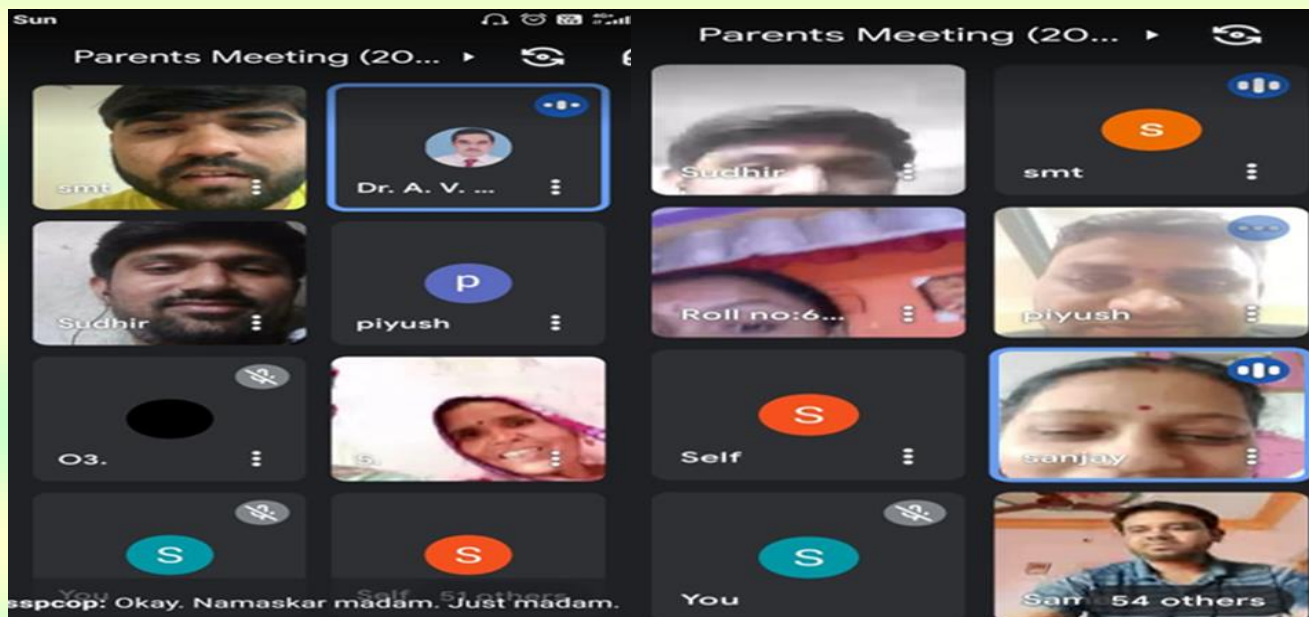 Sun
Parents Meeting (20...
smt
Dr. A. V. ...
Sudhir
P
piyush
O3.
S.
S
You
S
Self 51 others
sspcop: Okay. Namaskar madam. Just madam.
Parents Meeting (20...
Sudhir
S
smt
Roll no:6...
piyush
S
Self
sanjay
S
You
54 others